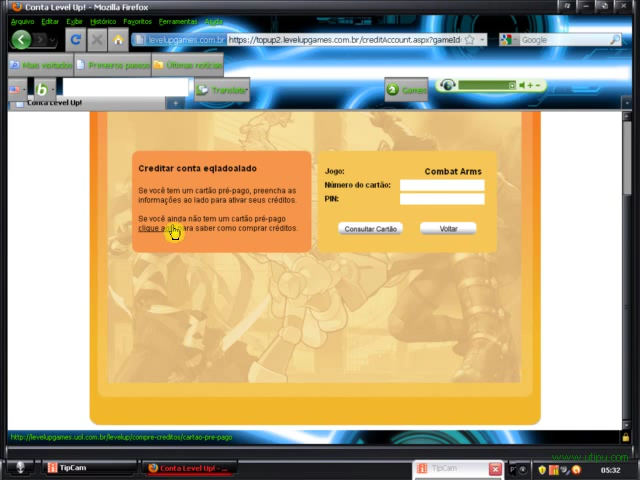 Conta Level Up! - Mozilla Firefox
Arquivo Editar Exibir Histórico Favoritos Ferramentas Ajuda
levelupgames.com.br https://topup2.levelupgames.com.br/creditAccount.aspx?gameId
Google
Mais visitados Primeiros passos Últimas notícias
b Translate Games
Conta Level Up!
Creditar conta eqladoalado
Se você tem um cartão pré-pago, preencha as
informações ao lado para ativar seus créditos.
Se você ainda não tem um cartão pré-pago
clique aqui para saber como comprar créditos.
Jogo: Combat Arms
Número do cartão:
PIN:
Consultar Cartão Voltar
http://levelupgames.uol.com.br/levelup/compre-creditos/cartao-pre-pago
www.utipu.com
TipCam Conta Level Up! - ... TipCam 05:32